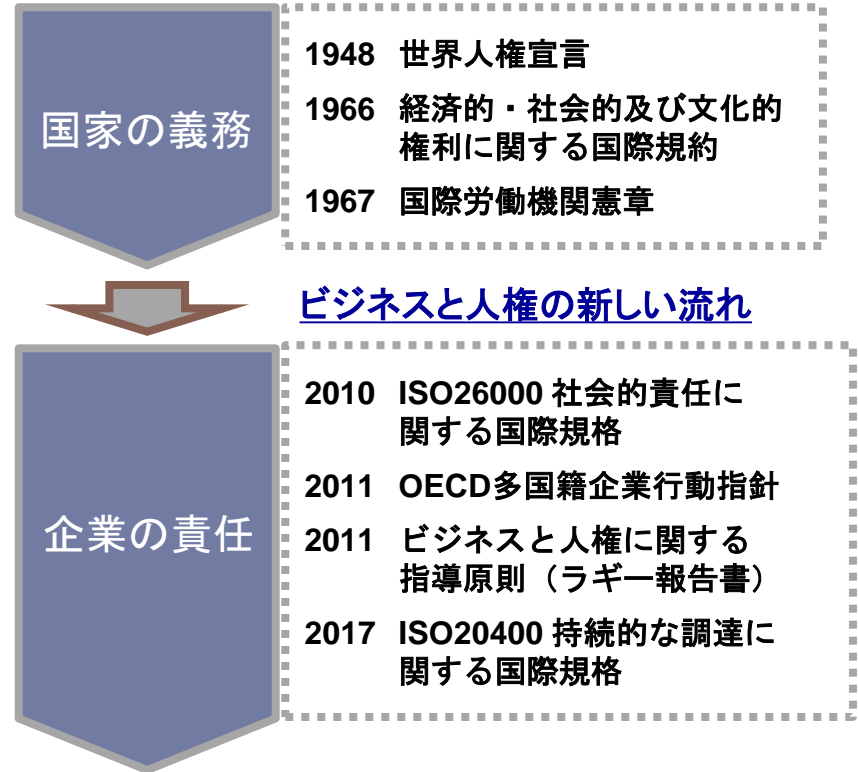 国家の義務
1948 世界人権宣言
1966 経済的・社会的及び文化的
権利に関する国際規約
1967 国際労働機関憲章
ビジネスと人権の新しい流れ
企業の責任
2010 ISO26000 社会的責任に
関する国際規格
2011 OECD多国籍企業行動指針
2011 ビジネスと人権に関する
指導原則（ラギー報告書）
2017 ISO20400 持続的な調達に
関する国際規格